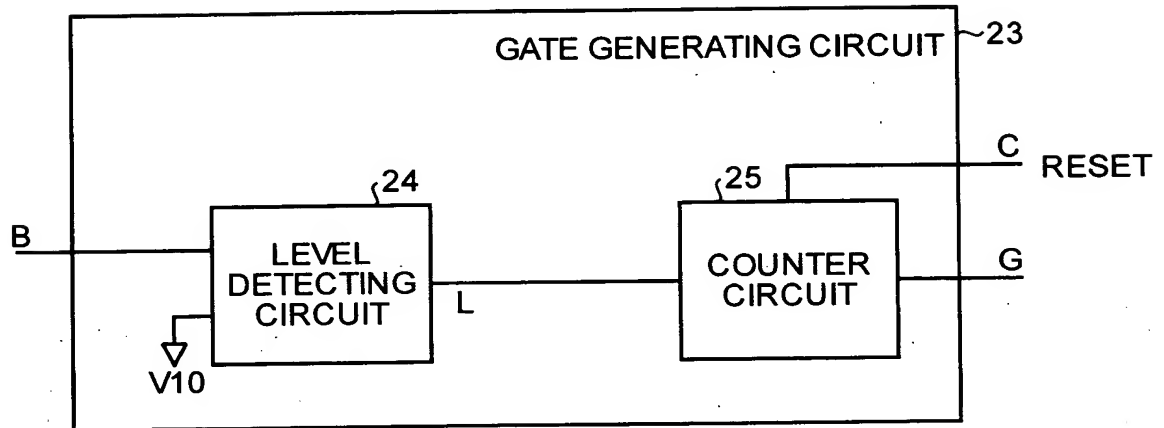 GATE GENERATING CIRCUIT
23
C
RESET
24
25
B
LEVEL
DETECTING
CIRCUIT
L
COUNTER
CIRCUIT
G
V10